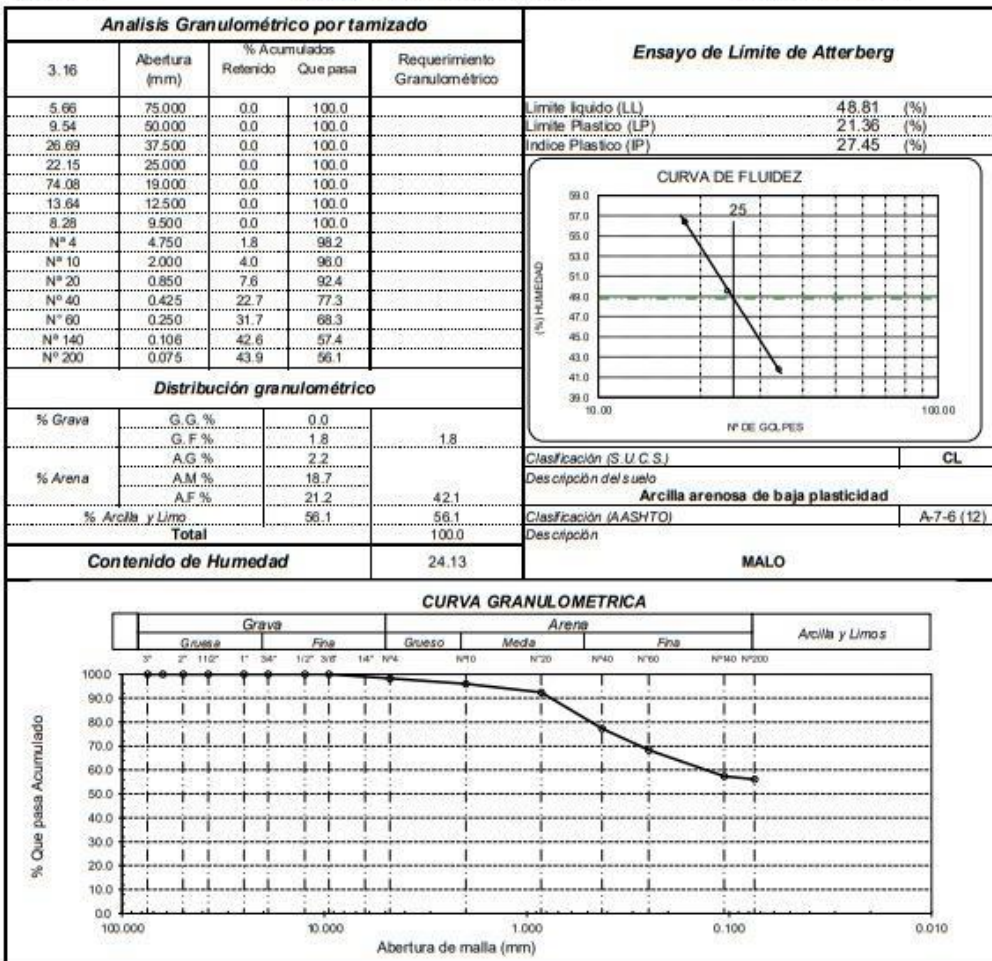 Analisís Granulométrico por tamizado
3.16 Abertura (mm) % Acumulados Retenido Que pasa Requerimiento Granulométrico
5.66 75.000 0.0 100.0
9.54 50.000 0.0 100.0
26.69 37.500 0.0 100.0
22.15 25.000 0.0 100.0
74.08 19.000 0.0 100.0
13.64 12.500 0.0 100.0
8.28 9.500 0.0 100.0
Nª 4 4.750 1.8 98.2
Nª 10 2.000 4.0 96.0
Nª 20 0.850 7.6 92.4
Nº 40 0.425 22.7 77.3
N° 60 0.250 31.7 68.3
Nª 140 0.106 42.6 57.4
Nº 200 0.075 43.9 56.1
Distribución granulométrico
% Grava G.G. % 0.0
G. F % 1.8 1.8
% Arena A.G % 2.2
A.M % 18.7
A.F % 21.2 42.1
% Arcilla y Limo 56.1 56.1
Total 100.0
Contenido de Humedad 24.13
Ensayo de Límite de Atterberg
Limite liquido (LL) 48.81 (%)
Limite Plastico (LP) 21.36 (%)
Indice Plastico (IP) 27.45 (%)
CURVA DE FLUIDEZ
25
(%) HUMEDAD
59.0
57.0
55.0
53.0
51.0
49.0
47.0
45.0
43.0
41.0
39.0
10.00 100.00
Nº DE GOLPES
Clasificación (S.U.C.S.) CL
Descripción del suelo
Arcilla arenosa de baja plasticidad
Clasificación (AASHTO) A-7-6 (12)
Descripción
MALO
CURVA GRANULOMETRICA
Grava Arena Arcilla y Limos
Gruesa Fina Grueso Media Fina
3" 2" 11/2" 1" 3/4" 1/2" 3/8" 1/4" Nº4 Nº10 N°20 Nº40 N°60 Nº140 Nº200
% Que pasa Acumulado
100.0
90.0
80.0
70.0
60.0
50.0
40.0
30.0
20.0
10.0
0.0
100.000 10.000 1.000 0.100 0.010
Abertura de malla (mm)